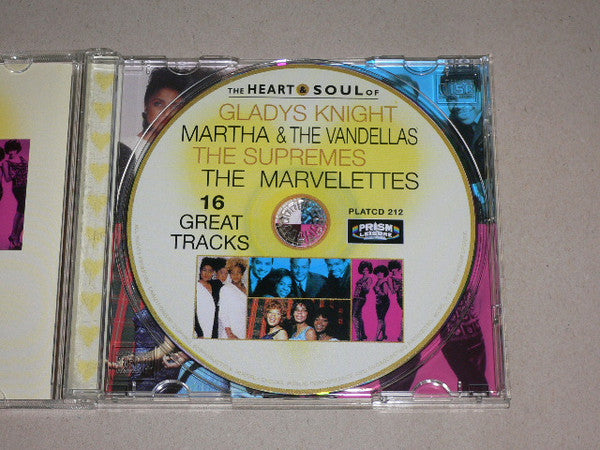 THE HEART & SOUL OF
GLADYS KNIGHT
MARTHA & THE VANDELLAS
THE SUPREMES
THE MARVELETTES
16
GREAT
TRACKS
PLATCD 212
PRISM
LEISURE